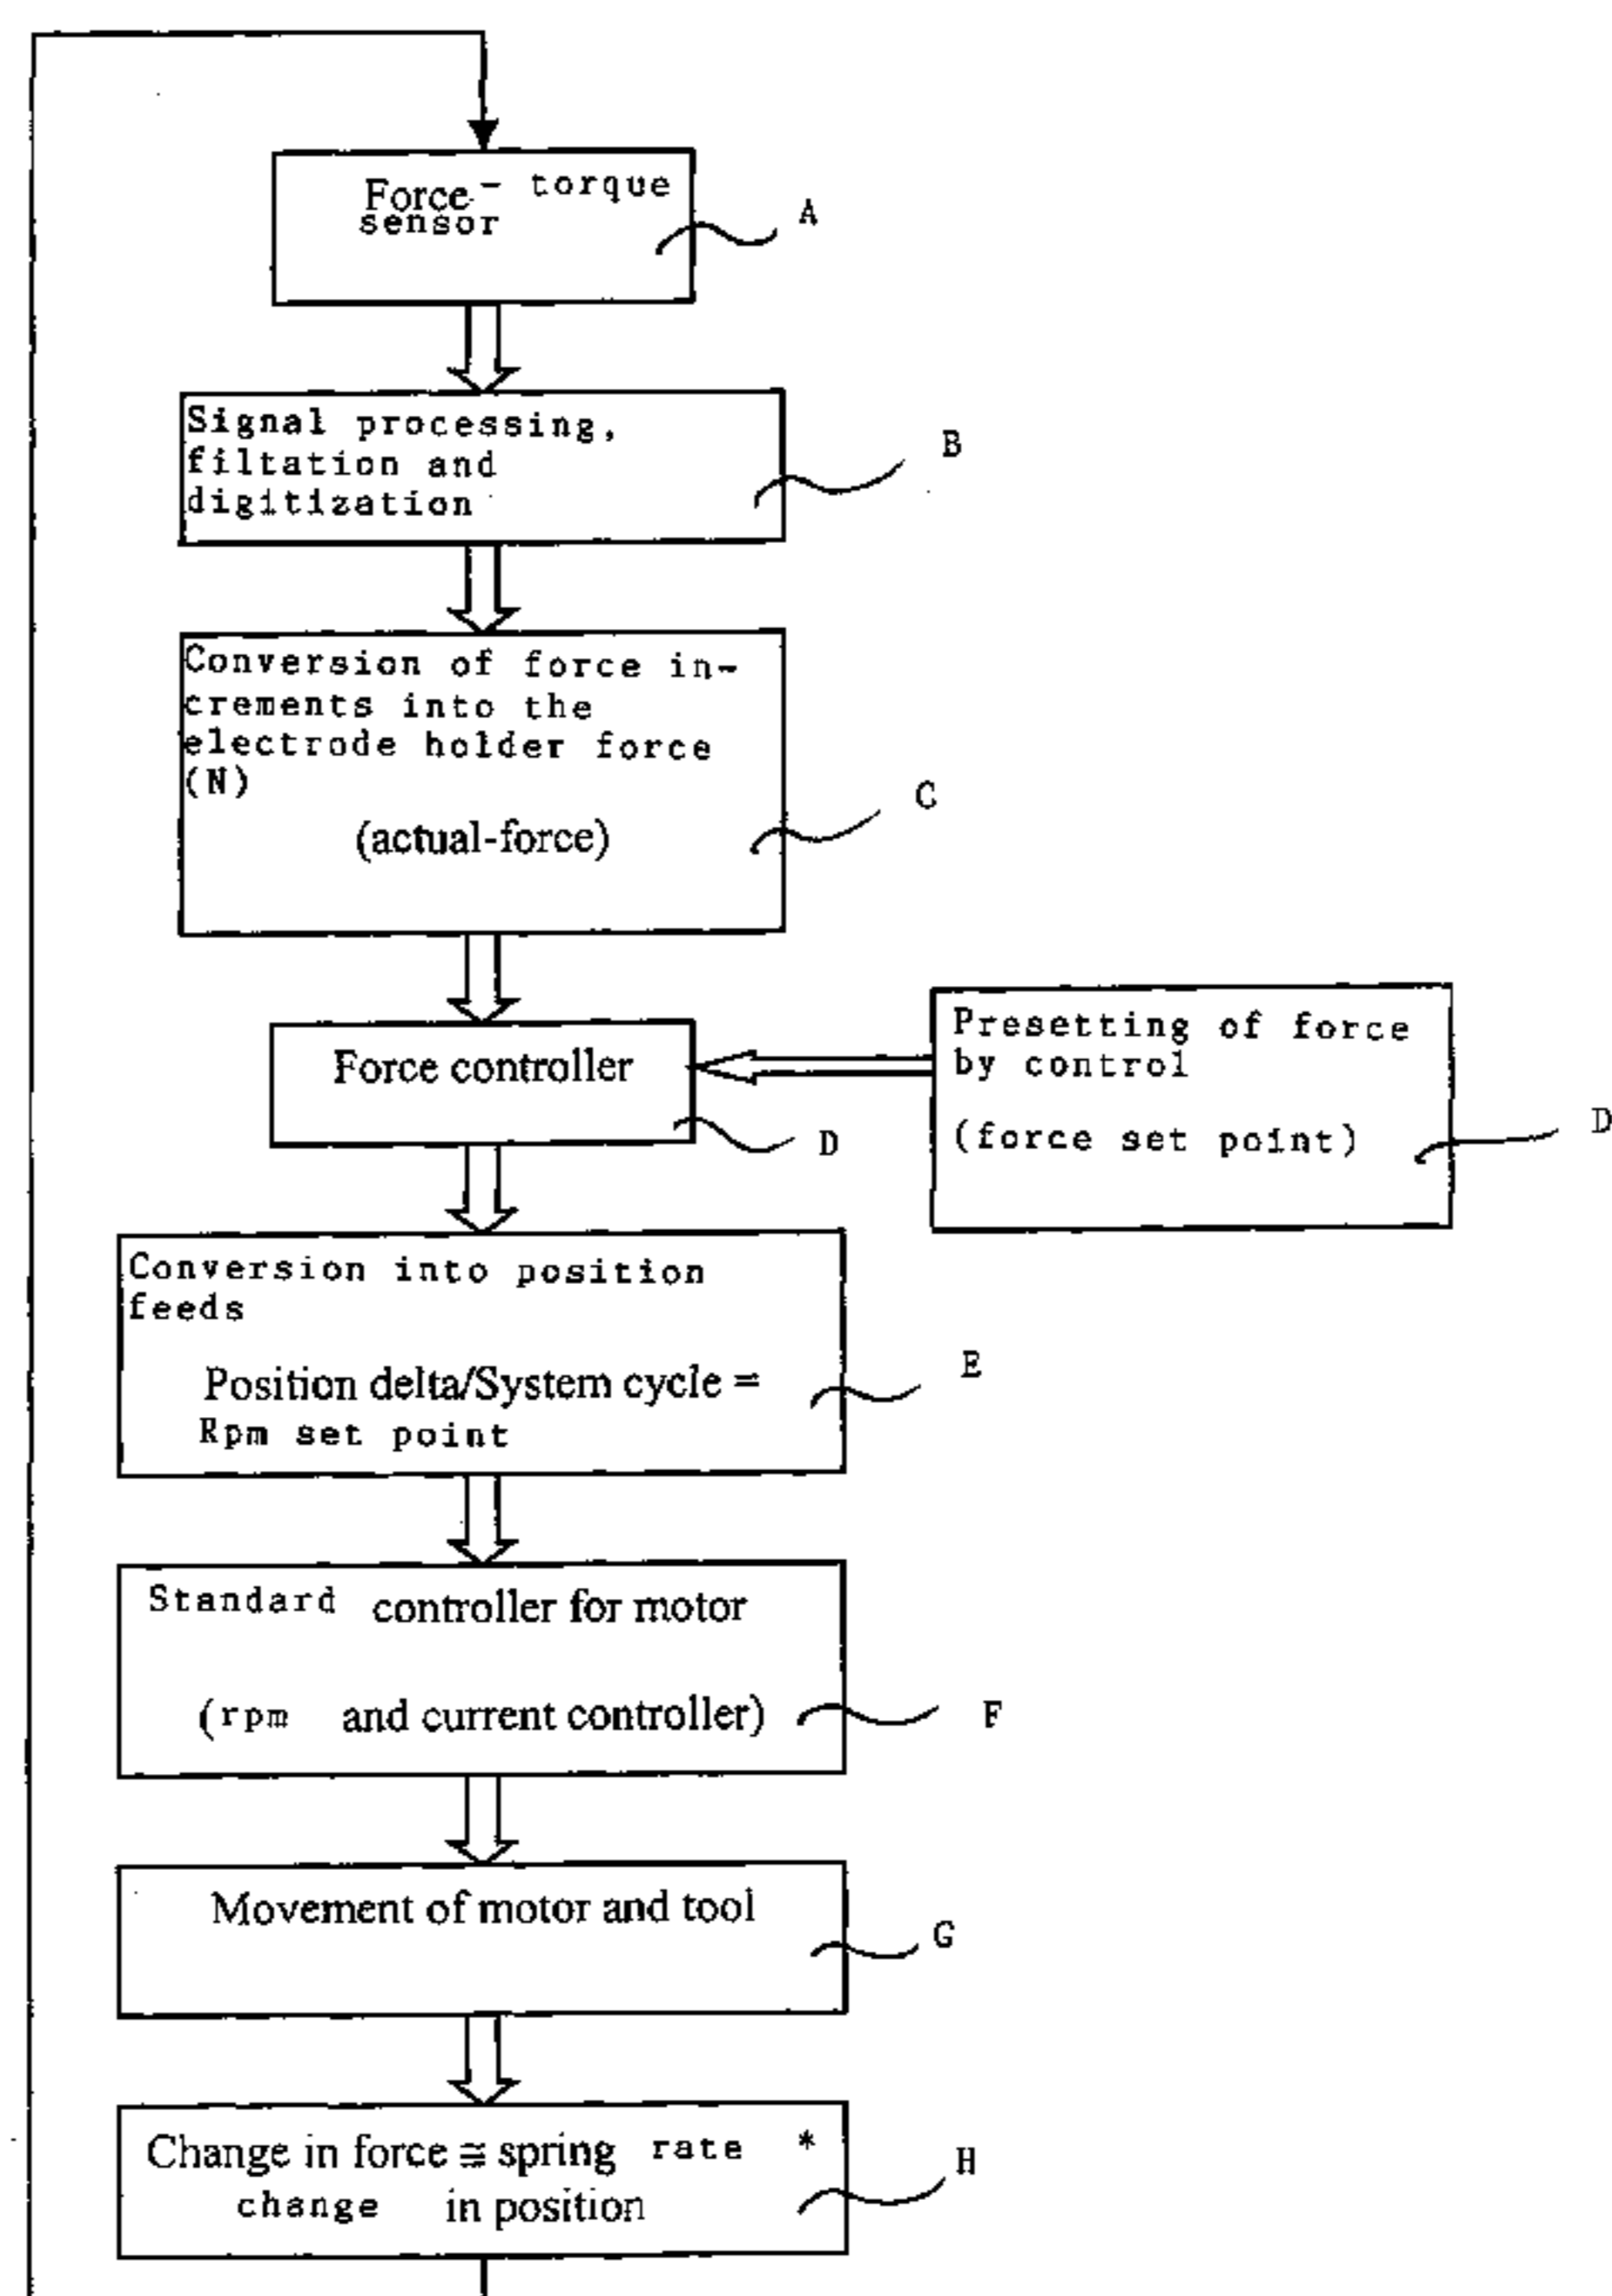 Force - torque
sensor
A
Signal processing,
filtation and
digitization
B
Conversion of force in-
crements into the
electrode holder force
(N)
(actual-force)
C
Force controller
D
Presetting of force
by control
(force set point)
D
Conversion into position
feeds
Position delta/System cycle =
Rpm set point
E
Standard controller for motor
(rpm and current controller)
F
Movement of motor and tool
G
Change in force ≅ spring rate *
change in position
H